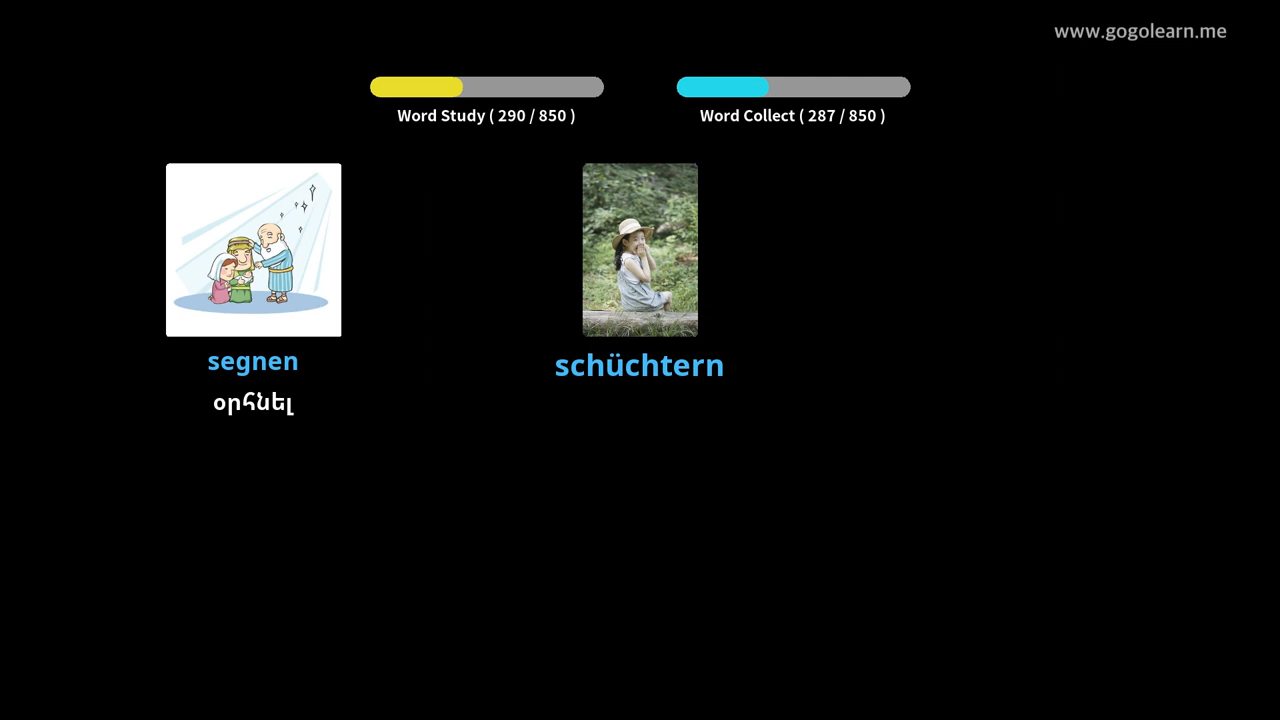 www.gogolearn.me
Word Study ( 290 / 850 )
Word Collect ( 287 / 850 )
segnen
օրհնել
schüchtern